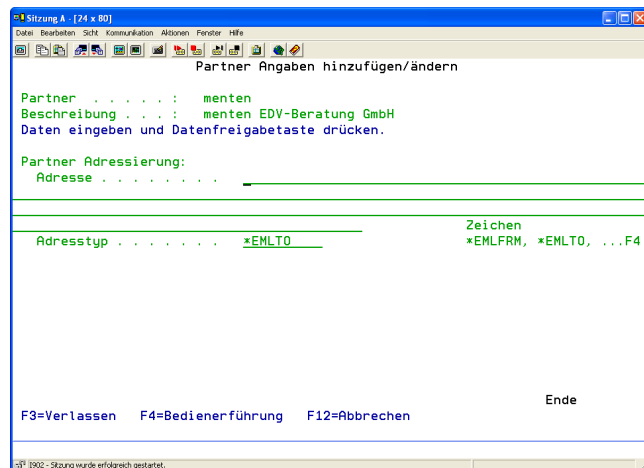 Sitzung A - [24 x 80]
Datei Bearbeiten Sicht Kommunikation Aktionen Fenster Hilfe
Partner Angaben hinzufügen/ändern
Partner . . . . . : menten
Beschreibung . . . : menten EDV-Beratung GmbH
Daten eingeben und Datenfreigabetaste drücken.
Partner Adressierung:
Adresse . . . . . . . .
Zeichen
Adresstyp . . . . . . . *EMLTO *EMLFRM, *EMLTO, ...F4
Ende
F3=Verlassen F4=Bedienerführung F12=Abbrechen
I902 - Sitzung wurde erfolgreich gestartet.